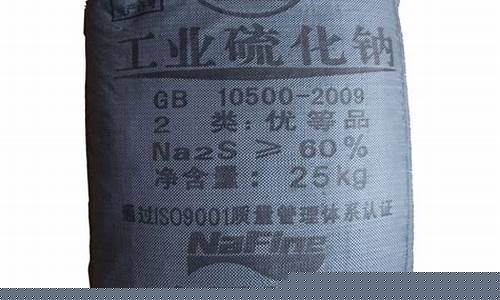 工业硫化钠
GB 10500-2009
2 类：优等品
Na2S ≥ 60%
净含量：25kg
通过ISO9001质量管理体系认证
NaFine